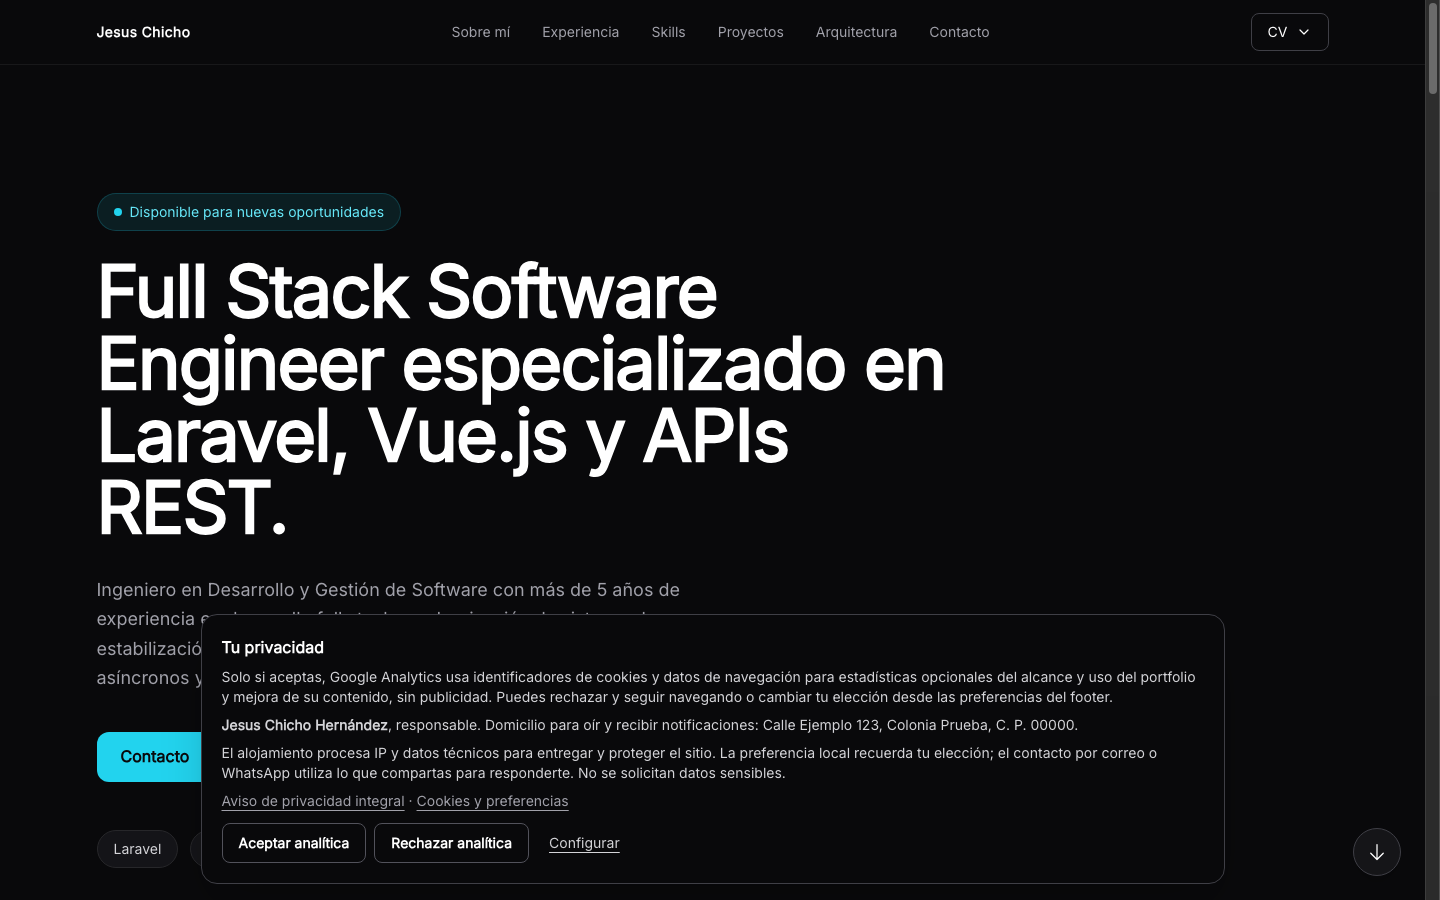 Jesus Chicho
Sobre mí
Experiencia
Skills
Proyectos
Arquitectura
Contacto
CV
Disponible para nuevas oportunidades
Full Stack Software
Engineer especializado en
Laravel, Vue.js y APIs
REST.
Ingeniero en Desarrollo y Gestión de Software con más de 5 años de
experiencia
estabilizació
asíncronos y
Contacto
Laravel
Tu privacidad
Solo si aceptas, Google Analytics usa identificadores de cookies y datos de navegación para estadísticas opcionales del alcance y uso del portfolio
y mejora de su contenido, sin publicidad. Puedes rechazar y seguir navegando o cambiar tu elección desde las preferencias del footer.
Jesus Chicho Hernández, responsable. Domicilio para oír y recibir notificaciones: Calle Ejemplo 123, Colonia Prueba, C. P. 00000.
El alojamiento procesa IP y datos técnicos para entregar y proteger el sitio. La preferencia local recuerda tu elección; el contacto por correo o
WhatsApp utiliza lo que compartas para responderte. No se solicitan datos sensibles.
Aviso de privacidad integral · Cookies y preferencias
Aceptar analítica
Rechazar analítica
Configurar